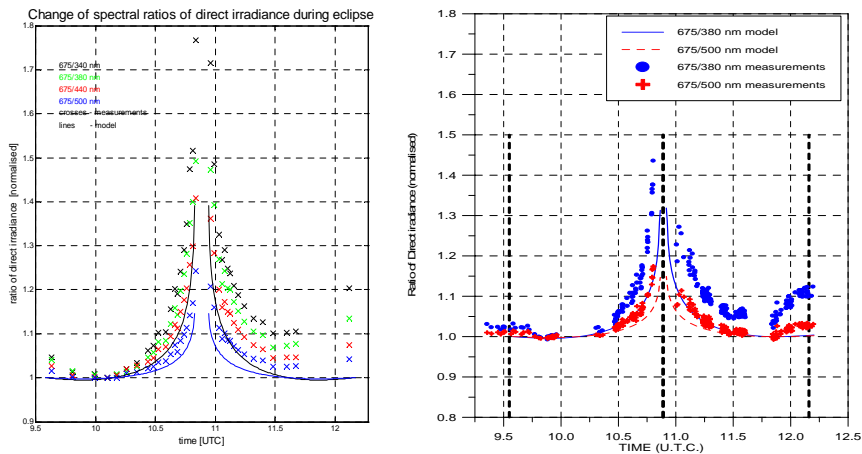 Change of spectral ratios of direct irradiance during eclipse
1.8
1.7
1.6
1.5
1.4
1.3
1.2
1.1
1.0
0.9
ratio of direct irradiance [normalised]
675/340 nm
675/380 nm
675/440 nm
675/500 nm
crosses - measurements
lines - model
9.5 10 10.5 11 11.5 12
time [UTC]
1.8
1.7
1.6
1.5
1.4
1.3
1.2
1.1
1.0
0.9
0.8
Ratio of Direct irradiance (normalised)
675/380 nm model
675/500 nm model
675/380 nm measurements
675/500 nm measurements
9.5 10.0 10.5 11.0 11.5 12.0 12.5
TIME (U.T.C.)